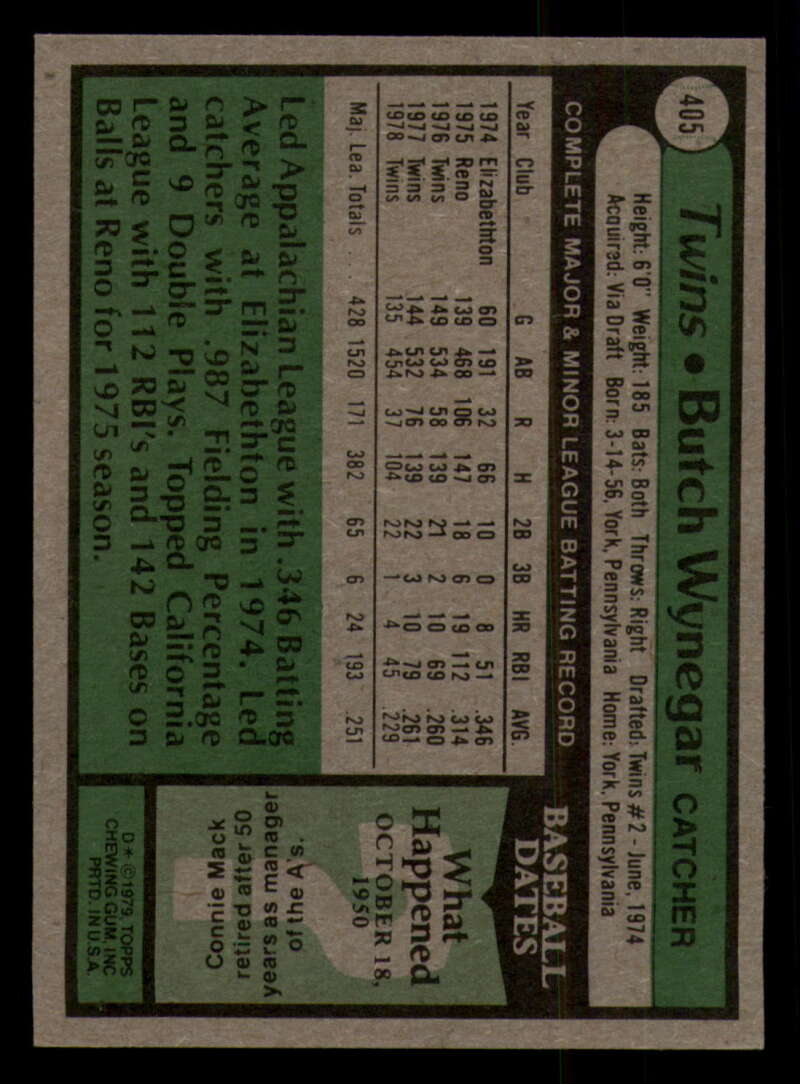 405
Twins • Butch Wynegar CATCHER
Height: 6'0" Weight: 185 Bats: Both Throws: Right Drafted: Twins #2 - June, 1974
Acquired: Via Draft Born: 3-14-56, York, Pennsylvania Home: York, Pennsylvania
COMPLETE MAJOR & MINOR LEAGUE BATTING RECORD
Year Club G AB R H 2B 3B HR RBI AVG.
1974 Elizabethton 60 191 32 66 10 0 8 51 .346
1975 Reno 139 468 106 147 18 6 19 112 .314
1976 Twins 149 534 58 139 21 2 10 69 .260
1977 Twins 144 532 76 139 22 3 10 79 .261
1978 Twins 135 454 37 104 22 1 4 45 .229
Maj. Lea. Totals ... 428 1520 171 382 65 6 24 193 .251
Led Appalachian League with .346 Batting
Average at Elizabethton in 1974. Led
catchers with .987 Fielding Percentage
and 9 Double Plays. Topped California
League with 112 RBI's and 142 Bases on
Balls at Reno for 1975 season.
BASEBALL
DATES
What
Happened
OCTOBER 18,
1950
Connie Mack
retired after 50
years as manager
of the A's.
D* ©1979, TOPPS
CHEWING GUM, INC
PRTD. IN U.S.A.